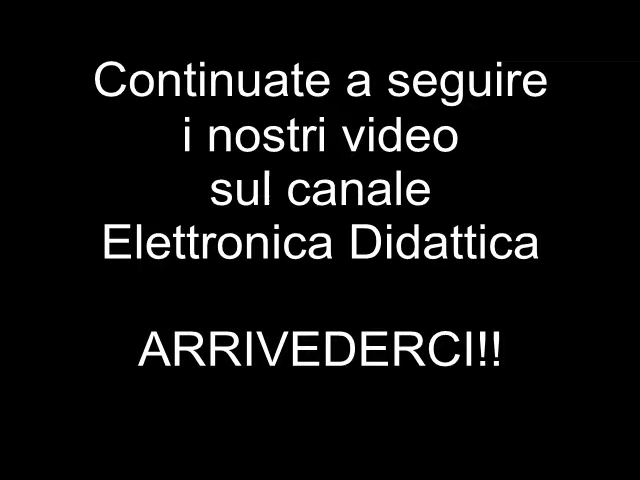 Continuate a seguire
i nostri video
sul canale
Elettronica Didattica
ARRIVEDERCI!!